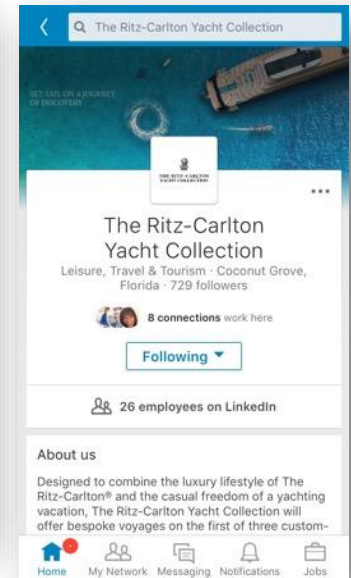 The Ritz-Carlton Yacht Collection
SET SAIL ON A JOURNEY
OF DISCOVERY
THE RITZ-CARLTON
YACHT COLLECTION
The Ritz-Carlton
Yacht Collection
Leisure, Travel & Tourism · Coconut Grove,
Florida · 729 followers
8 connections work here
Following
26 employees on LinkedIn
About us
Designed to combine the luxury lifestyle of The
Ritz-Carlton® and the casual freedom of a yachting
vacation, The Ritz-Carlton Yacht Collection will
offer bespoke voyages on the first of three custom-
Home My Network Messaging Notifications Jobs